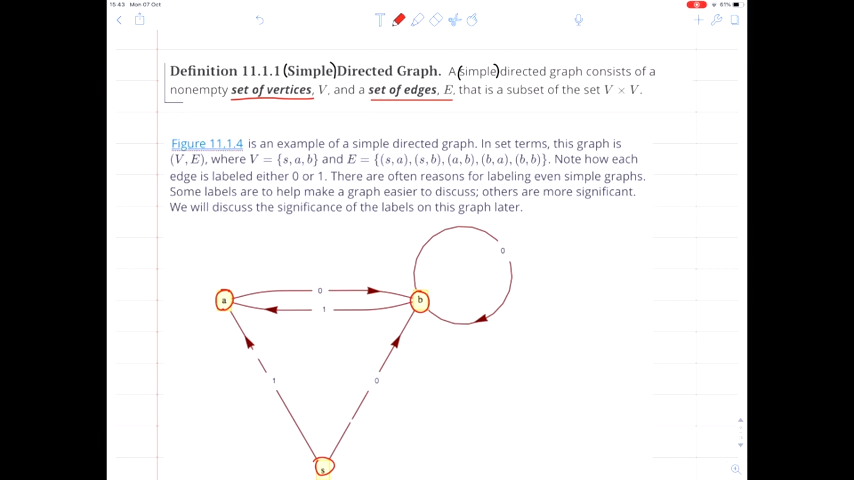 15:43 Mon 07 Oct
61%
Definition 11.1.1 (Simple) Directed Graph. A (simple) directed graph consists of a
nonempty set of vertices, V, and a set of edges, E, that is a subset of the set V × V.
Figure 11.1.4 is an example of a simple directed graph. In set terms, this graph is
(V, E), where V = {s, a, b} and E = {(s, a), (s, b), (a, b), (b, a), (b, b)}. Note how each
edge is labeled either 0 or 1. There are often reasons for labeling even simple graphs.
Some labels are to help make a graph easier to discuss; others are more significant.
We will discuss the significance of the labels on this graph later.
0
a
0
b
1
1
0
s